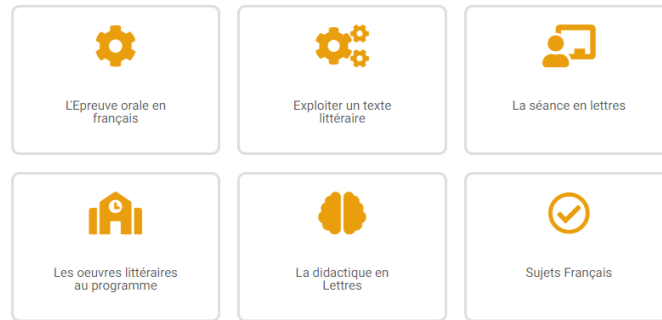 L'Epreuve orale en
français
Exploiter un texte
littéraire
La séance en lettres
Les oeuvres littéraires
au programme
La didactique en
Lettres
Sujets Français